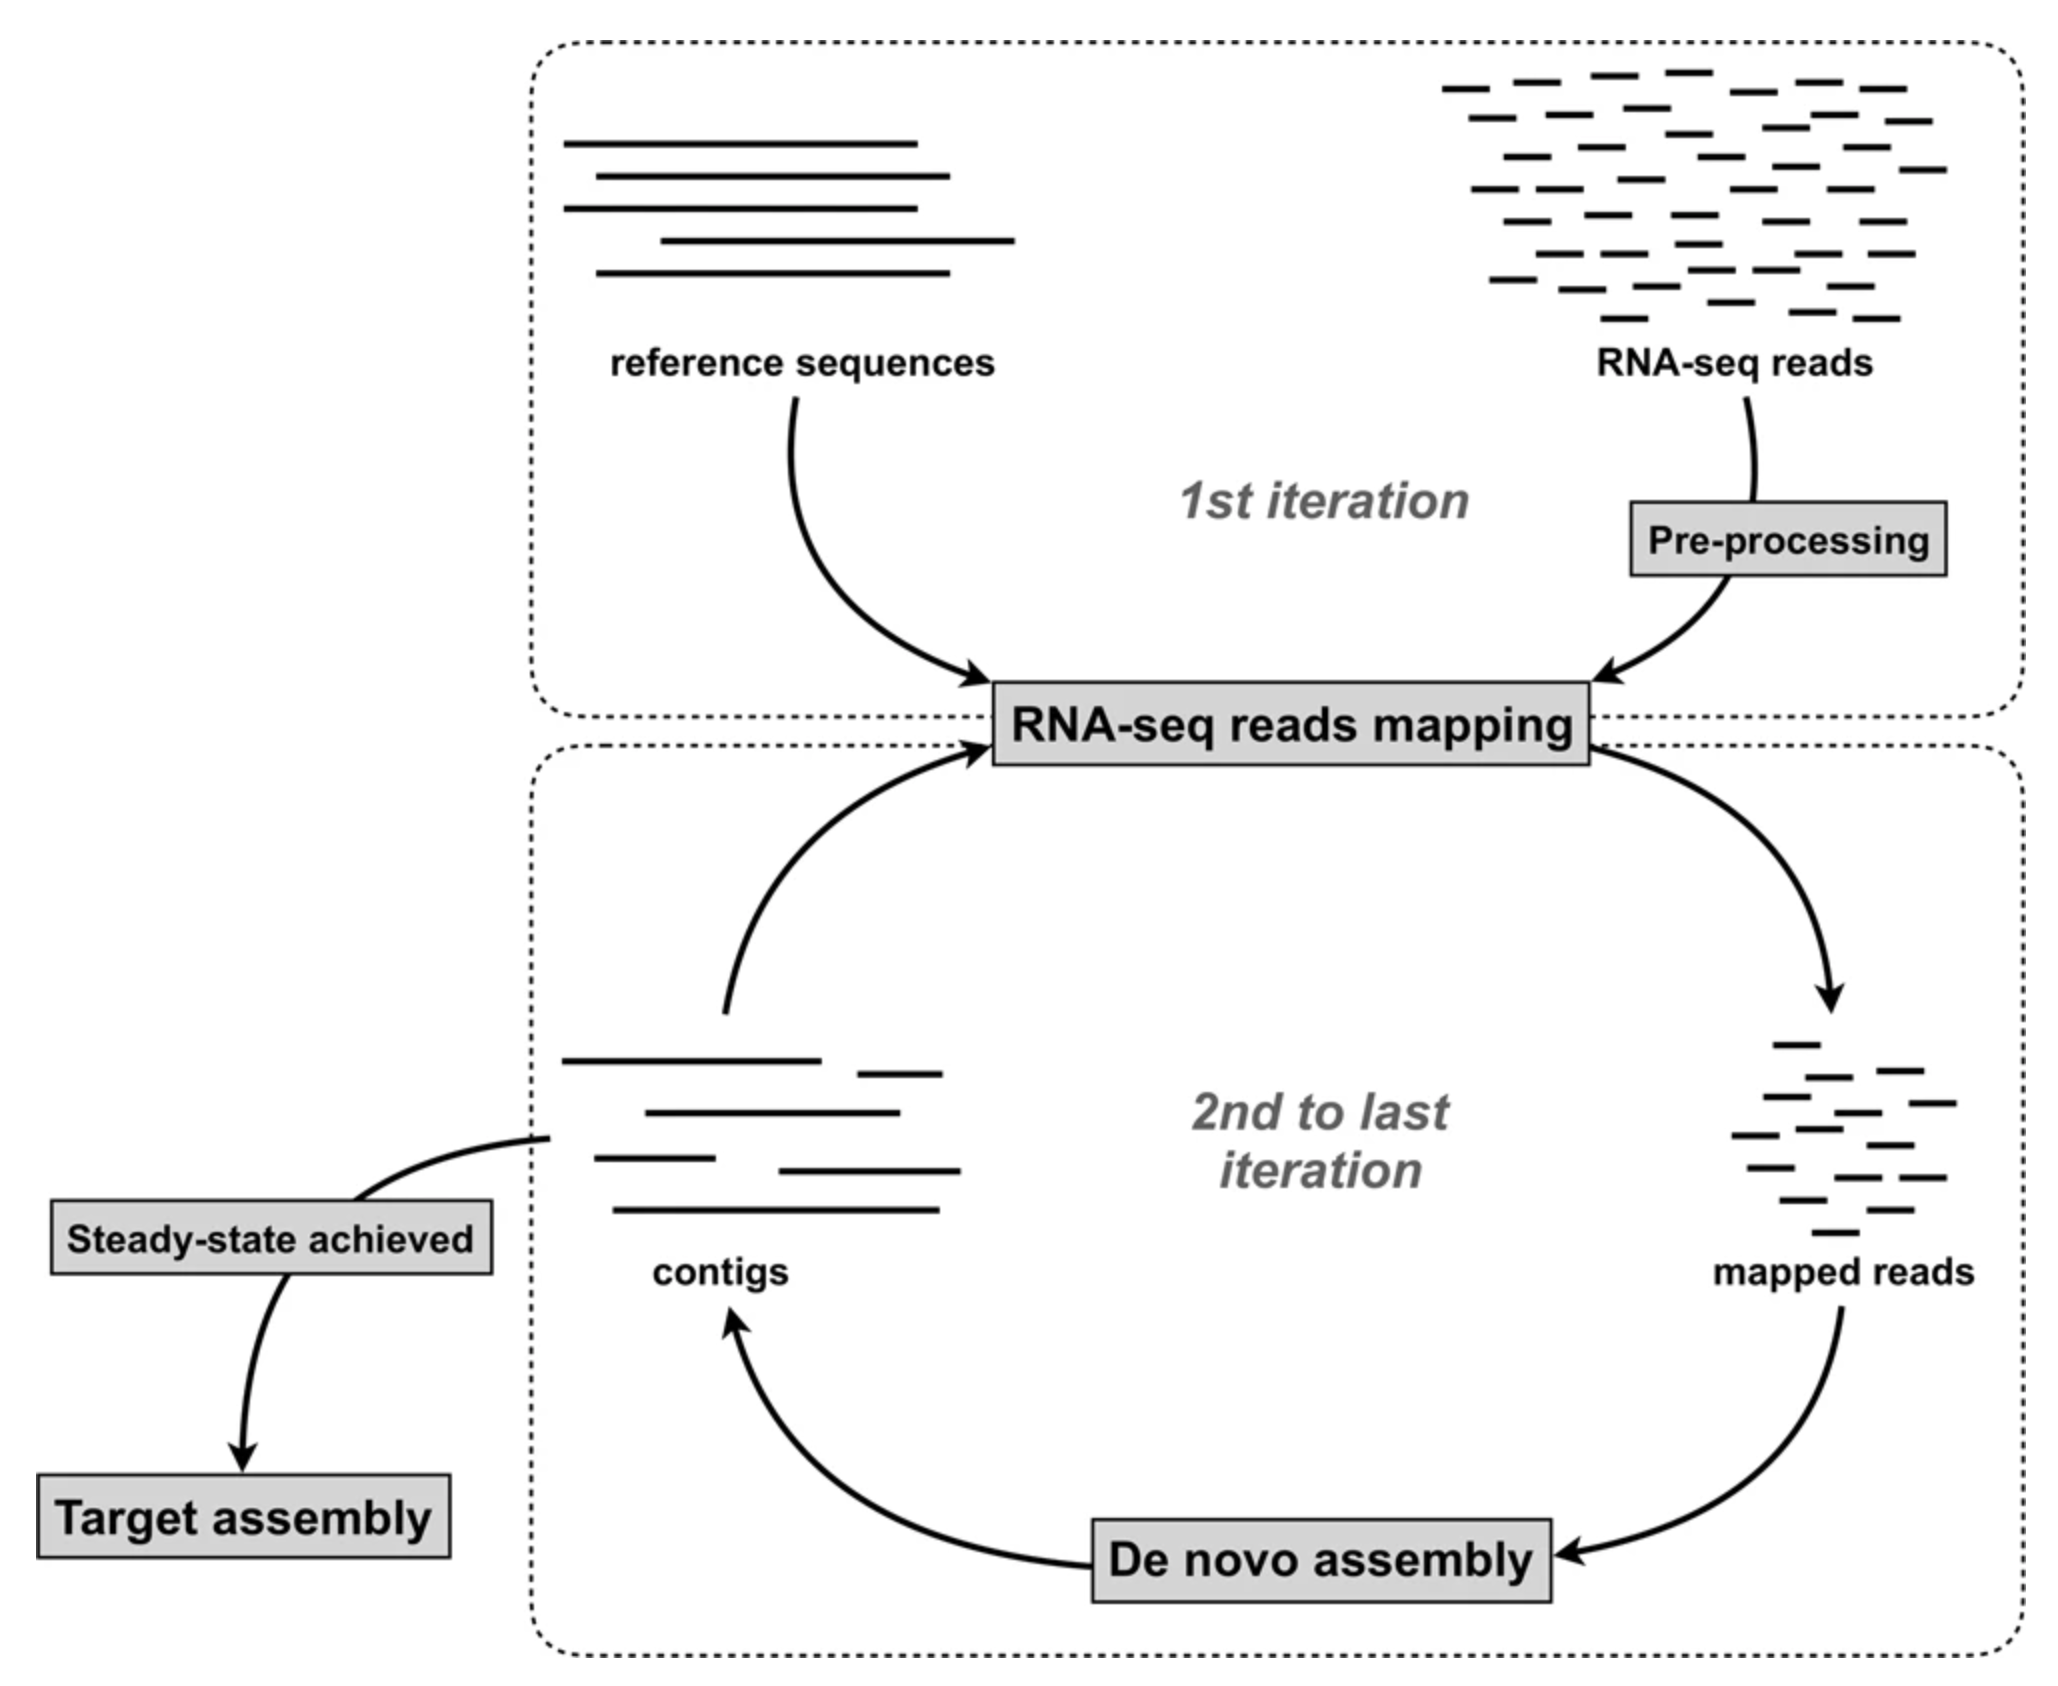 reference sequences
RNA-seq reads
1st iteration
Pre-processing
RNA-seq reads mapping
2nd to last
iteration
Steady-state achieved
contigs
mapped reads
Target assembly
De novo assembly